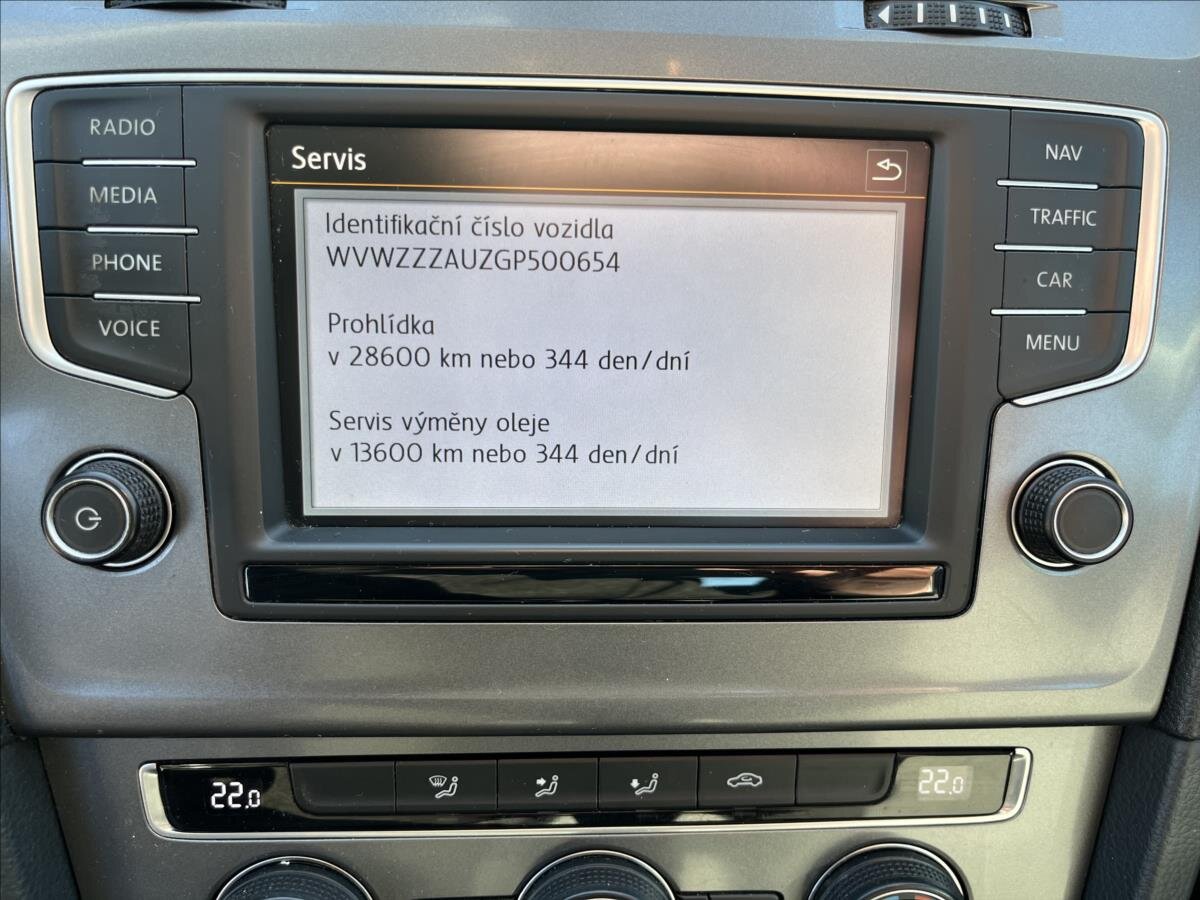 RADIO
MEDIA
PHONE
VOICE
Servis
Identifikační číslo vozidla
WVWZZZAUZGP500654
Prohlídka
v 28600 km nebo 344 den/dní
Servis výměny oleje
v 13600 km nebo 344 den/dní
NAV
TRAFFIC
CAR
MENU
22.0
22.0